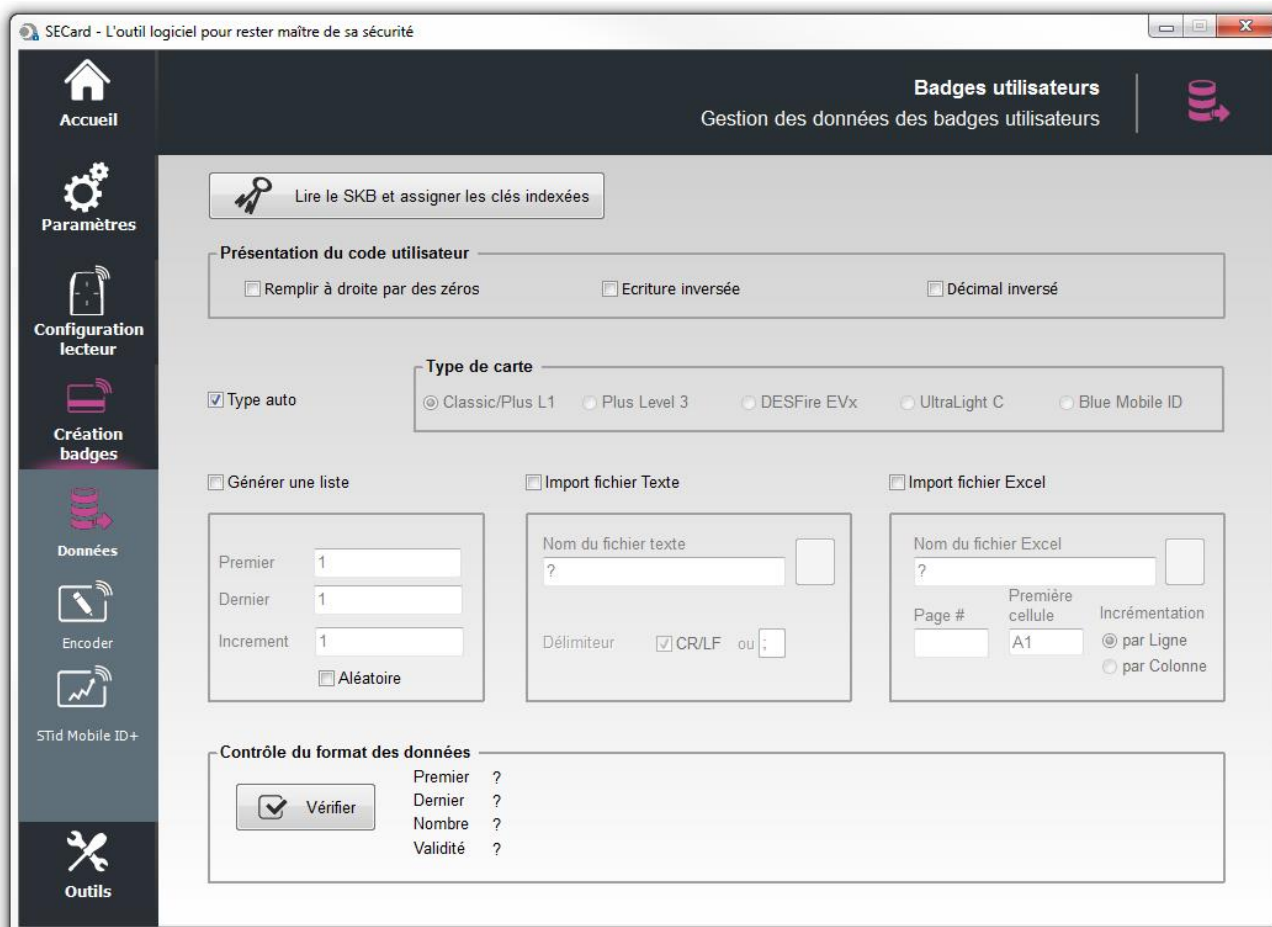 SECard - L'outil logiciel pour rester maître de sa sécurité
Accueil
Badges utilisateurs
Gestion des données des badges utilisateurs
Paramètres
Configuration
lecteur
Création
badges
Données
Encoder
STid Mobile ID+
Outils
Lire le SKB et assigner les clés indexées
Présentation du code utilisateur
Remplir à droite par des zéros
Ecriture inversée
Décimal inversé
Type auto
Type de carte
Classic/Plus L1
Plus Level 3
DESFire EVx
UltraLight C
Blue Mobile ID
Générer une liste
Premier 1
Dernier 1
Increment 1
Aléatoire
Import fichier Texte
Nom du fichier texte
?
Délimiteur CR/LF ou ;
Import fichier Excel
Nom du fichier Excel
?
Page #
Première
cellule
A1
Incrémentation
par Ligne
par Colonne
Contrôle du format des données
Vérifier
Premier ?
Dernier ?
Nombre ?
Validité ?